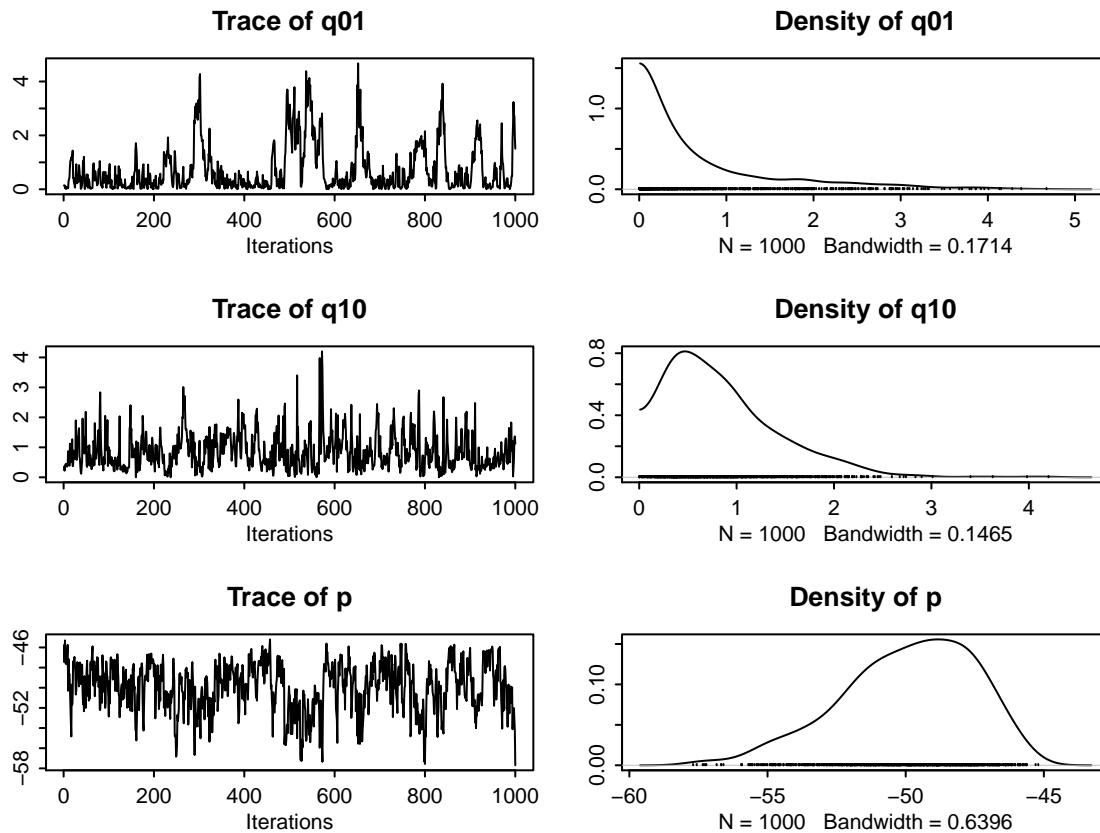 Trace of q01
4
2
0
0 200 400 600 800 1000
Iterations
Density of q01
1.0
0.0
0 1 2 3 4 5
N = 1000 Bandwidth = 0.1714
Trace of q10
4
3
2
1
0
0 200 400 600 800 1000
Iterations
Density of q10
0.8
0.4
0.0
0 1 2 3 4
N = 1000 Bandwidth = 0.1465
Trace of p
−46
−52
−58
0 200 400 600 800 1000
Iterations
Density of p
0.10
0.00
−60 −55 −50 −45
N = 1000 Bandwidth = 0.6396